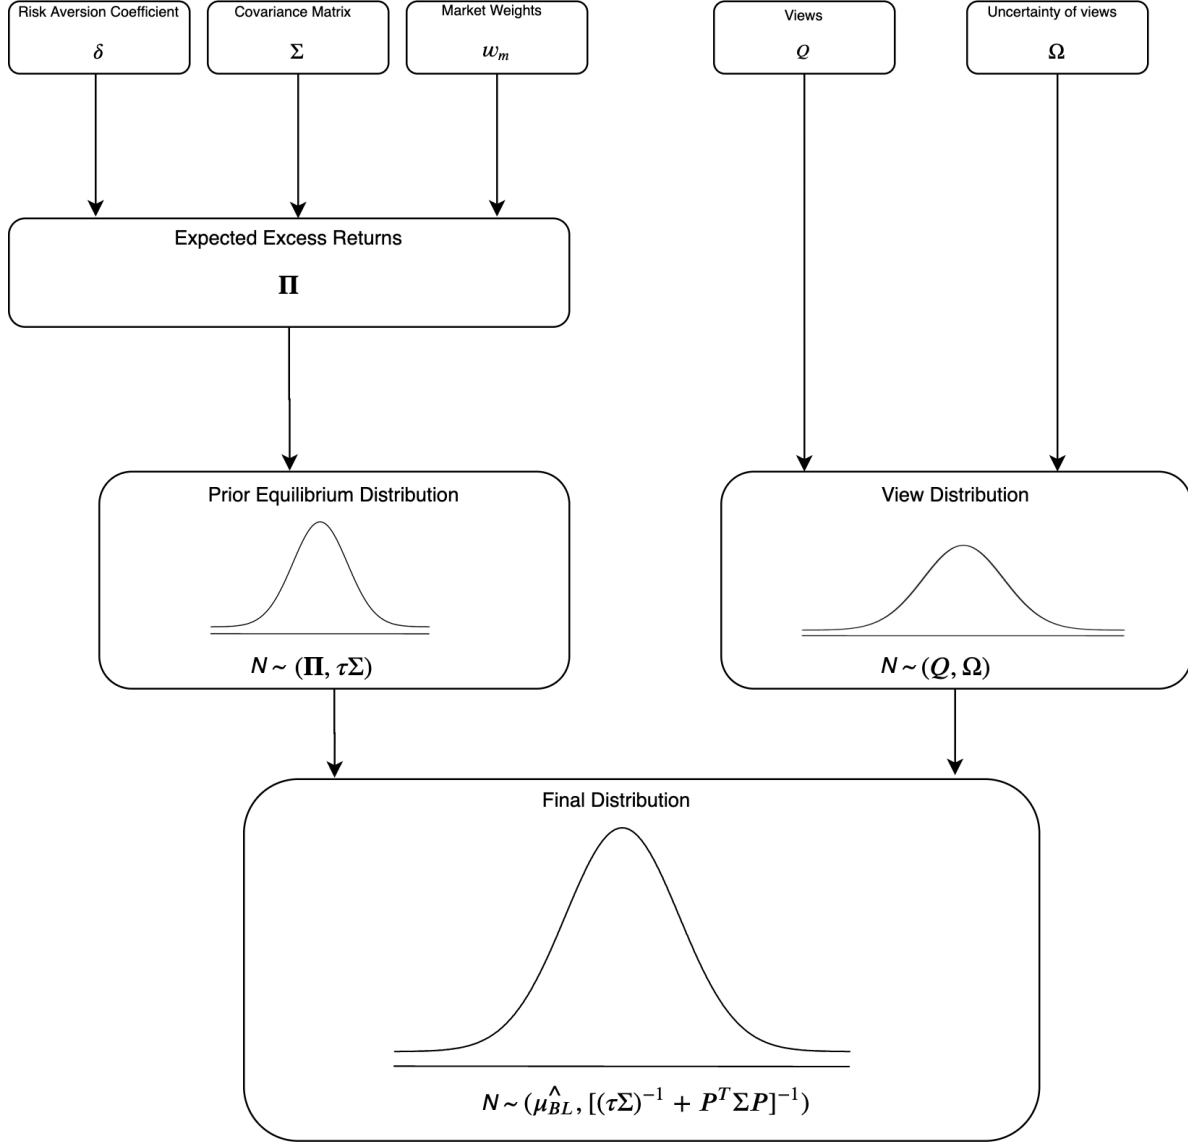 Risk Aversion Coefficient
δ
Covariance Matrix
Σ
Market Weights
w_m
Views
Q
Uncertainty of views
Ω
Expected Excess Returns
Π
Prior Equilibrium Distribution
N ~ (Π, τΣ)
View Distribution
N ~ (Q, Ω)
Final Distribution
N ~ (μ̂_BL, [(τΣ)⁻¹ + PᵀΣP]⁻¹)